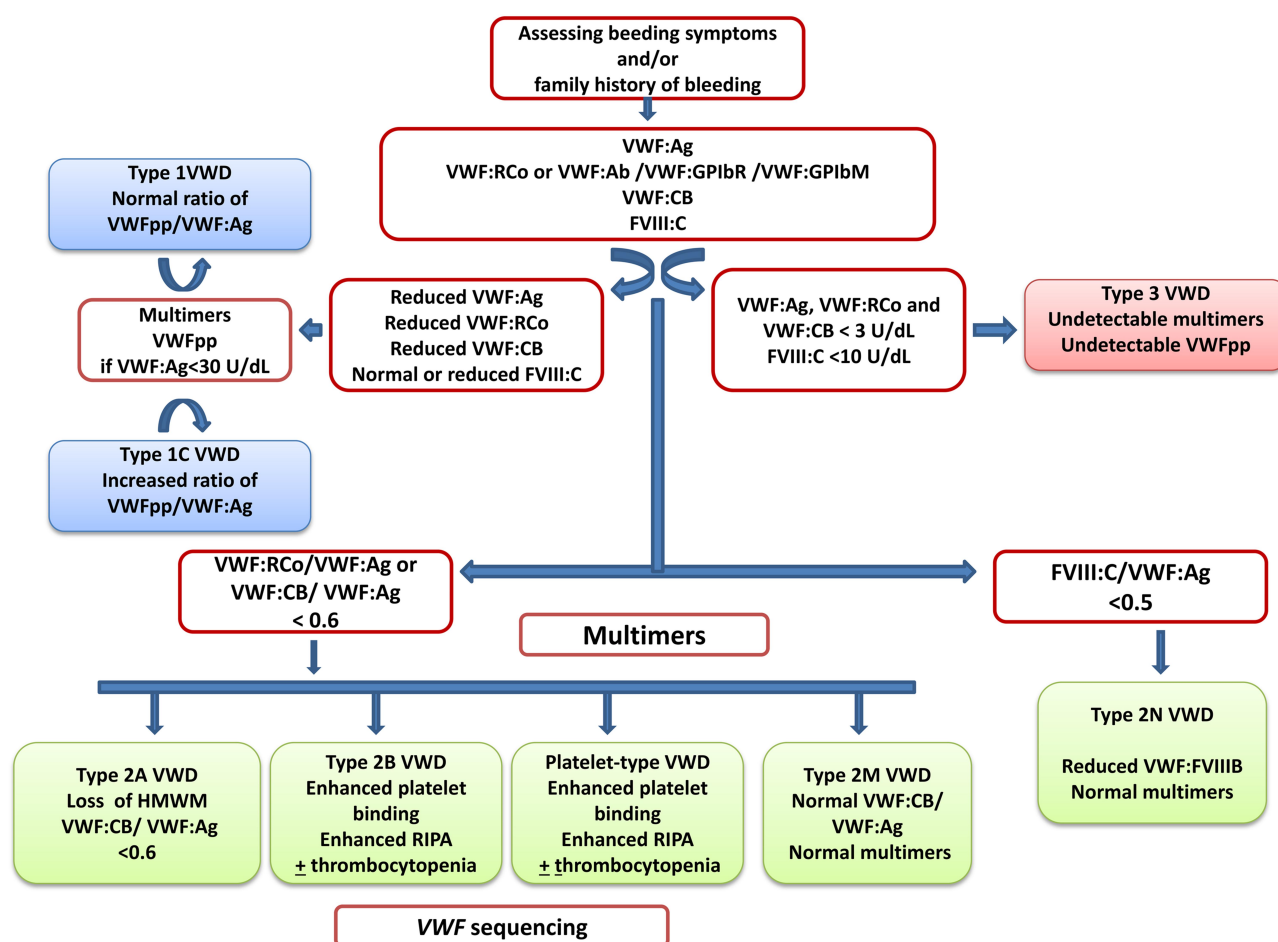 Assessing beeding symptoms
and/or
family history of bleeding
VWF:Ag
VWF:RCo or VWF:Ab /VWF:GPIbR /VWF:GPIbM
VWF:CB
FVIII:C
Type 1VWD
Normal ratio of
VWFpp/VWF:Ag
Multimers
VWFpp
if VWF:Ag<30 U/dL
Reduced VWF:Ag
Reduced VWF:RCo
Reduced VWF:CB
Normal or reduced FVIII:C
VWF:Ag, VWF:RCo and
VWF:CB < 3 U/dL
FVIII:C <10 U/dL
Type 3 VWD
Undetectable multimers
Undetectable VWFpp
Type 1C VWD
Increased ratio of
VWFpp/VWF:Ag
VWF:RCo/VWF:Ag or
VWF:CB/ VWF:Ag
< 0.6
FVIII:C/VWF:Ag
<0.5
Multimers
Type 2A VWD
Loss of HMWM
VWF:CB/ VWF:Ag
<0.6
Type 2B VWD
Enhanced platelet
binding
Enhanced RIPA
± thrombocytopenia
Platelet-type VWD
Enhanced platelet
binding
Enhanced RIPA
± thrombocytopenia
Type 2M VWD
Normal VWF:CB/
VWF:Ag
Normal multimers
Type 2N VWD
Reduced VWF:FVIIIB
Normal multimers
VWF sequencing